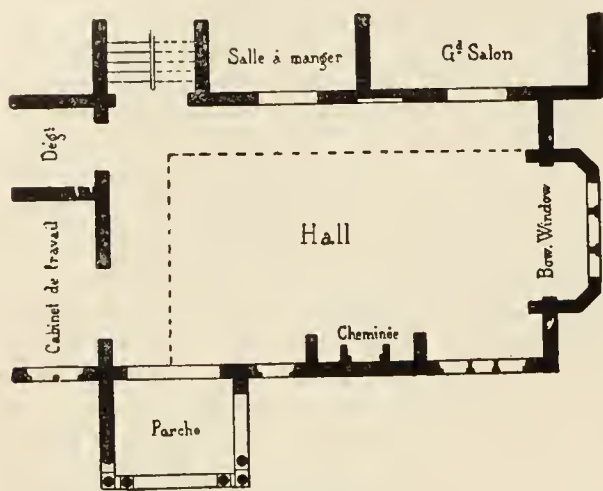 Salle à manger
Gd Salon
Dégt
Hall
Bow. Window
Cabinet de travail
Cheminée
Porche